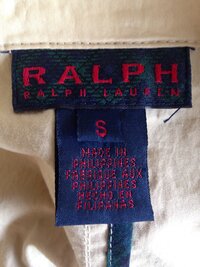 RALPH
RALPH LAUREN
S
MADE IN
PHILIPPINES
FABRIQUE AUX
PHILIPPINES
HECHO EN
FILIPINAS